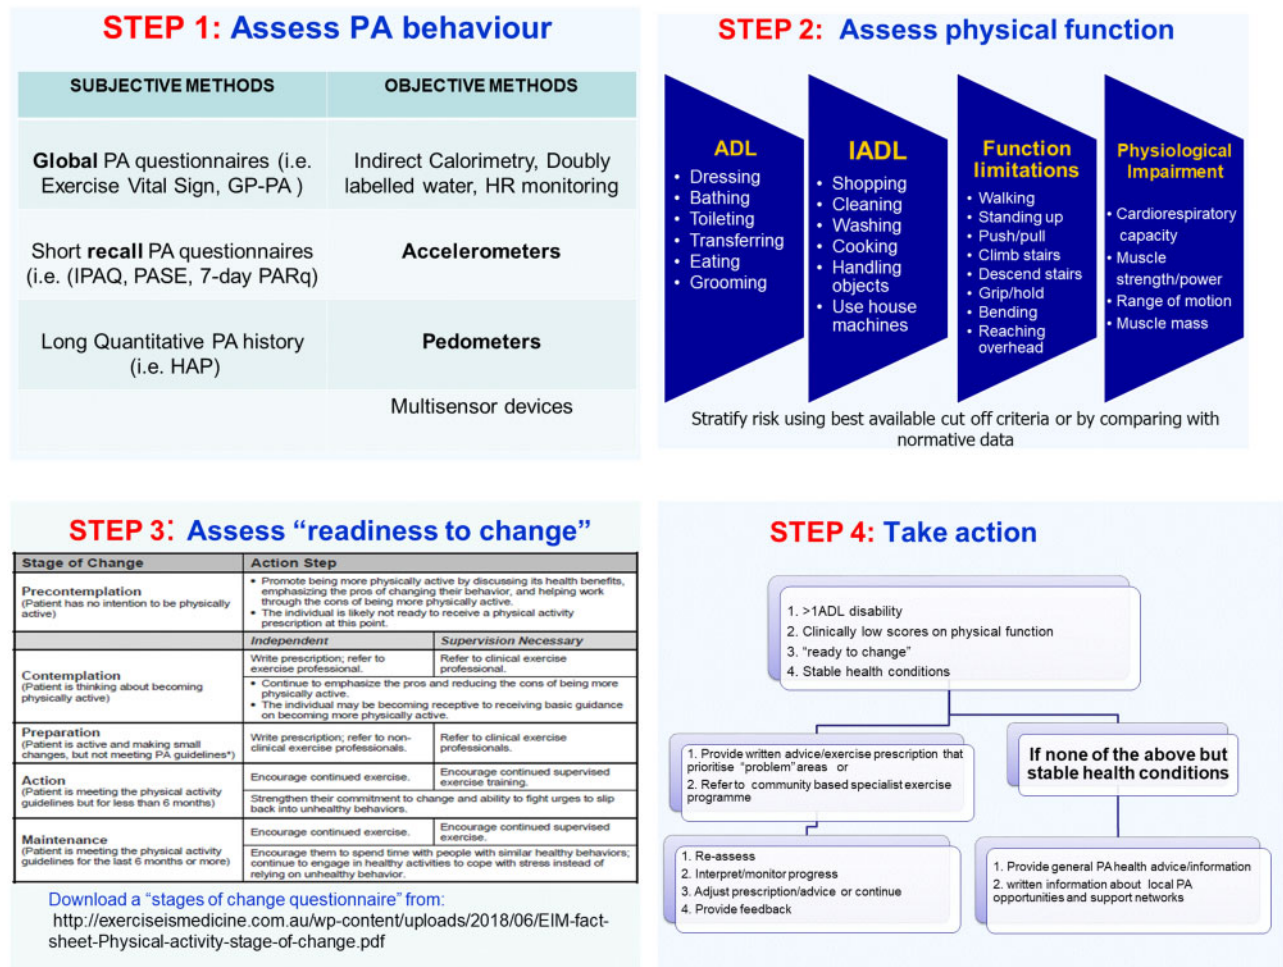 STEP 1: Assess PA behaviour
SUBJECTIVE METHODS
OBJECTIVE METHODS
Global PA questionnaires (i.e.
Exercise Vital Sign, GP-PA )
Indirect Calorimetry, Doubly
labelled water, HR monitoring
Short recall PA questionnaires
(i.e. (IPAQ, PASE, 7-day PARq)
Accelerometers
Long Quantitative PA history
(i.e. HAP)
Pedometers
Multisensor devices
STEP 2: Assess physical function
ADL
• Dressing
• Bathing
• Toileting
• Transferring
• Eating
• Grooming
IADL
• Shopping
• Cleaning
• Washing
• Cooking
• Handling
objects
• Use house
machines
Function
limitations
• Walking
• Standing up
• Push/pull
• Climb stairs
• Descend stairs
• Grip/hold
• Bending
• Reaching
overhead
Physiological
Impairment
• Cardiorespiratory
capacity
• Muscle
strength/power
• Range of motion
• Muscle mass
Stratify risk using best available cut off criteria or by comparing with
normative data
STEP 3: Assess “readiness to change”
Stage of Change
Action Step
Precontemplation
(Patient has no intention to be physically
active)
• Promote being more physically active by discussing its health benefits,
emphasizing the pros of changing their behavior, and helping work
through the cons of being more physically active.
• The individual is likely not ready to receive a physical activity
prescription at this point.
Independent
Supervision Necessary
Contemplation
(Patient is thinking about becoming
physically active)
Write prescription; refer to
exercise professional.
Refer to clinical exercise
professional.
• Continue to emphasize the pros and reducing the cons of being more
physically active.
• The individual may be becoming receptive to receiving basic guidance
on becoming more physically active.
Preparation
(Patient is active and making small
changes, but not meeting PA guidelines*)
Write prescription; refer to non-
clinical exercise professionals.
Refer to clinical exercise
professionals.
Action
(Patient is meeting the physical activity
guidelines but for less than 6 months)
Encourage continued exercise.
Encourage continued supervised
exercise training.
Strengthen their commitment to change and ability to fight urges to slip
back into unhealthy behaviors.
Maintenance
(Patient is meeting the physical activity
guidelines for the last 6 months or more)
Encourage continued exercise.
Encourage continued supervised
exercise.
Encourage them to spend time with people with similar healthy behaviors;
continue to engage in healthy activities to cope with stress instead of
relying on unhealthy behavior.
Download a “stages of change questionnaire” from:
http://exerciseismedicine.com.au/wp-content/uploads/2018/06/EIM-fact-
sheet-Physical-activity-stage-of-change.pdf
STEP 4: Take action
1. >1ADL disability
2. Clinically low scores on physical function
3. “ready to change”
4. Stable health conditions
1. Provide written advice/exercise prescription that
prioritise “problem” areas or
2. Refer to community based specialist exercise
programme
If none of the above but
stable health conditions
1. Re-assess
2. Interpret/monitor progress
3. Adjust prescription/advice or continue
4. Provide feedback
1. Provide general PA health advice/information
2. written information about local PA
opportunities and support networks